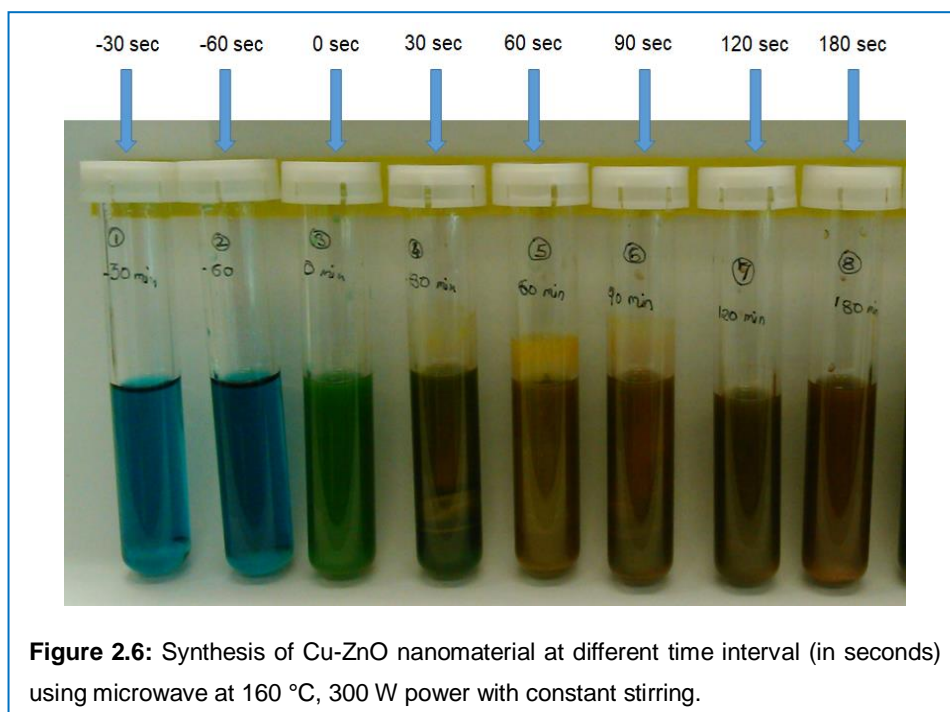 -30 sec -60 sec 0 sec 30 sec 60 sec 90 sec 120 sec 180 sec
① ② ③ ④ ⑤ ⑥ ⑦ ⑧
-30 min -60 0 min -30 min 60 min 90 min 120 min 180 min
Figure 2.6: Synthesis of Cu-ZnO nanomaterial at different time interval (in seconds)
using microwave at 160 °C, 300 W power with constant stirring.